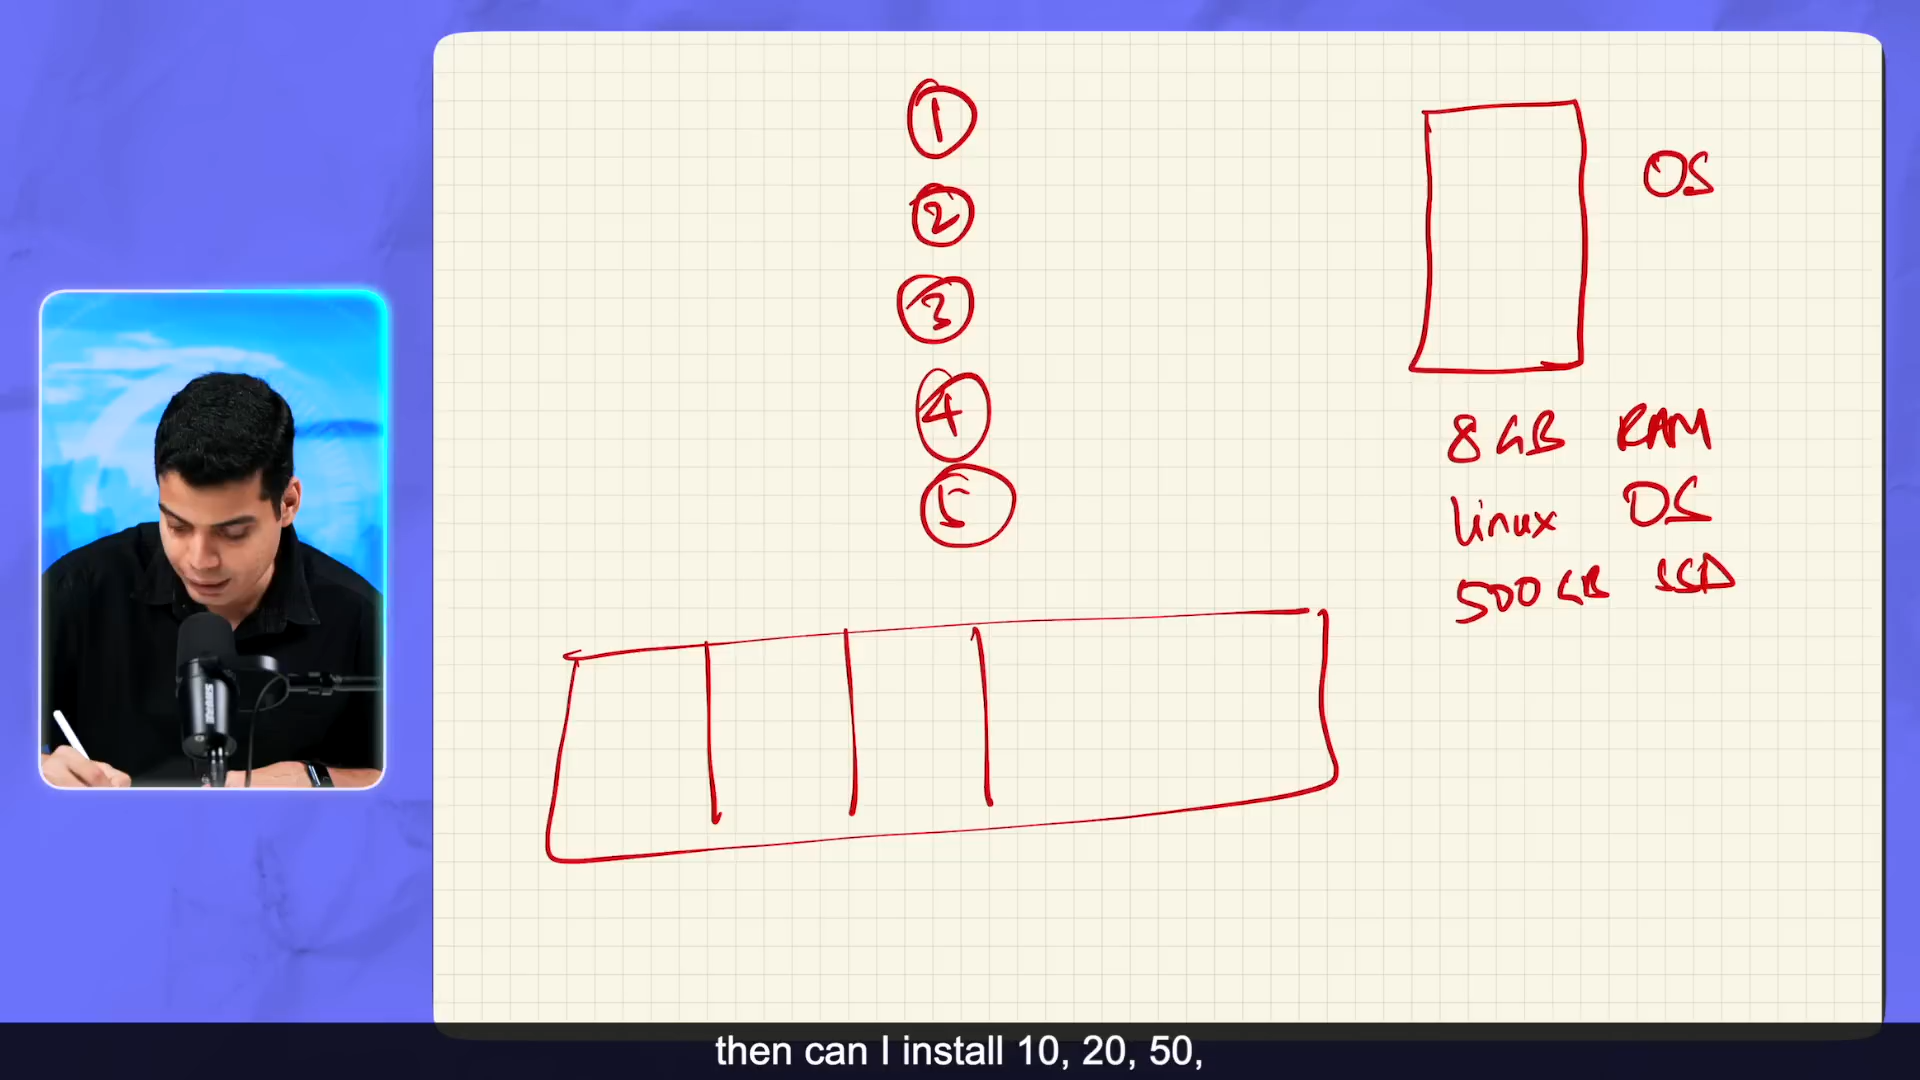 1
2
3
4
5
OS
8 GB RAM
Linux OS
500 GB SSD
SHURE
then can I install 10, 20, 50,